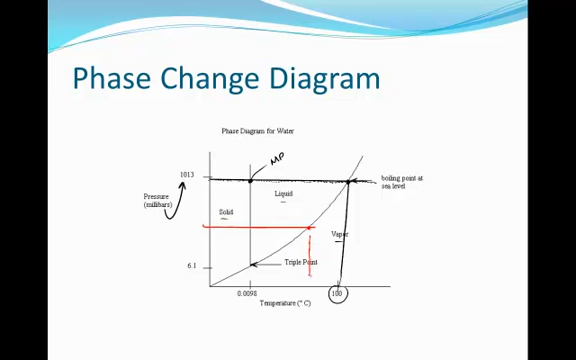 Phase Change Diagram
Phase Diagram for Water
MP
1013
boiling point at
sea level
Liquid
Pressure
(millibars)
Solid
Vapor
6.1
Triple Point
0.0098
100
Temperature (° C)